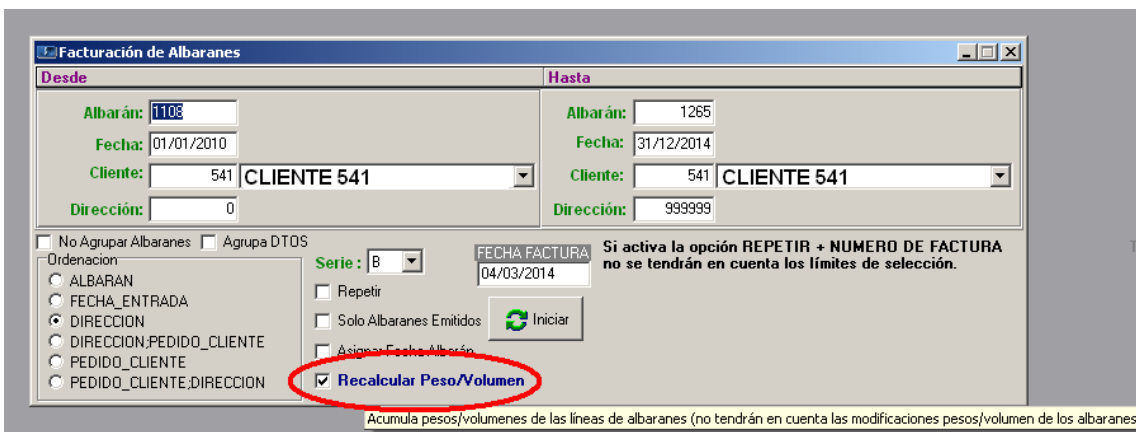 Facturación de Albaranes
Desde Hasta
Albarán: 1108 Albarán: 1265
Fecha: 01/01/2010 Fecha: 31/12/2014
Cliente: 541 CLIENTE 541 Cliente: 541 CLIENTE 541
Dirección: 0 Dirección: 999999
No Agrupar Albaranes Agrupa DTOS
Ordenacion
ALBARAN
FECHA_ENTRADA
DIRECCION
DIRECCION;PEDIDO_CLIENTE
PEDIDO_CLIENTE
PEDIDO_CLIENTE;DIRECCION
Serie : B
FECHA FACTURA
04/03/2014
Si activa la opción REPETIR + NUMERO DE FACTURA
no se tendrán en cuenta los límites de selección.
Repetir
Solo Albaranes Emitidos
Iniciar
Asignar Fecha Albarán
Recalcular Peso/Volumen
Acumula pesos/volumenes de las líneas de albaranes (no tendrán en cuenta las modificaciones pesos/volumen de los albaranes